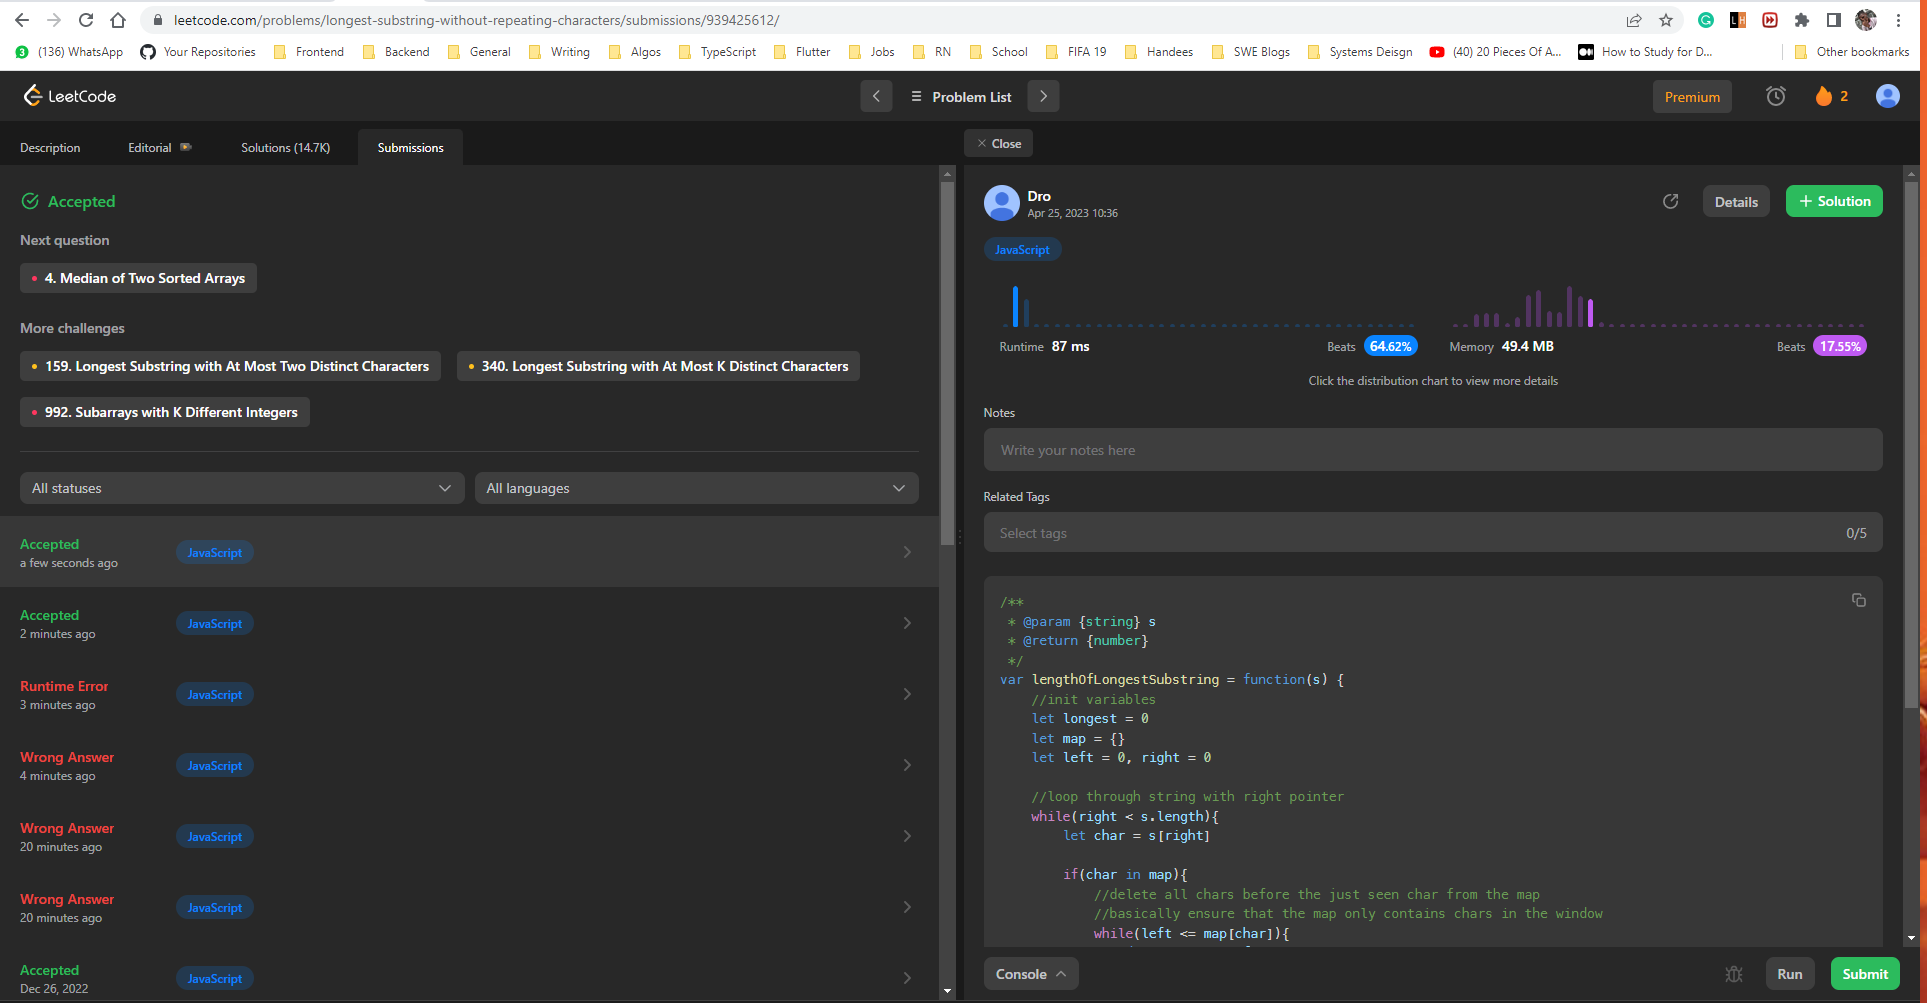 leetcode.com/problems/longest-substring-without-repeating-characters/submissions/939425612/
3 (136) WhatsApp Your Repositories Frontend Backend General Writing Algos TypeScript Flutter Jobs RN School FIFA 19 Handees SWE Blogs Systems Deisgn (40) 20 Pieces Of A... How to Study for D... Other bookmarks
LeetCode Problem List Premium 2
Description Editorial Solutions (14.7K) Submissions
Accepted
Next question
4. Median of Two Sorted Arrays
More challenges
159. Longest Substring with At Most Two Distinct Characters 340. Longest Substring with At Most K Distinct Characters
992. Subarrays with K Different Integers
All statuses All languages
Accepted
a few seconds ago
JavaScript
Accepted
2 minutes ago
JavaScript
Runtime Error
3 minutes ago
JavaScript
Wrong Answer
4 minutes ago
JavaScript
Wrong Answer
20 minutes ago
JavaScript
Wrong Answer
20 minutes ago
JavaScript
Accepted
Dec 26, 2022
JavaScript
× Close
Dro
Apr 25, 2023 10:36
Details + Solution
JavaScript
Runtime 87 ms Beats 64.62% Memory 49.4 MB Beats 17.55%
Click the distribution chart to view more details
Notes
Write your notes here
Related Tags
Select tags 0/5
/**
 * @param {string} s
 * @return {number}
 */
var lengthOfLongestSubstring = function(s) {
    //init variables
    let longest = 0
    let map = {}
    let left = 0, right = 0
    //loop through string with right pointer
    while(right < s.length){
        let char = s[right]
        if(char in map){
            //delete all chars before the just seen char from the map
            //basically ensure that the map only contains chars in the window
            while(left <= map[char]){
Console Run Submit